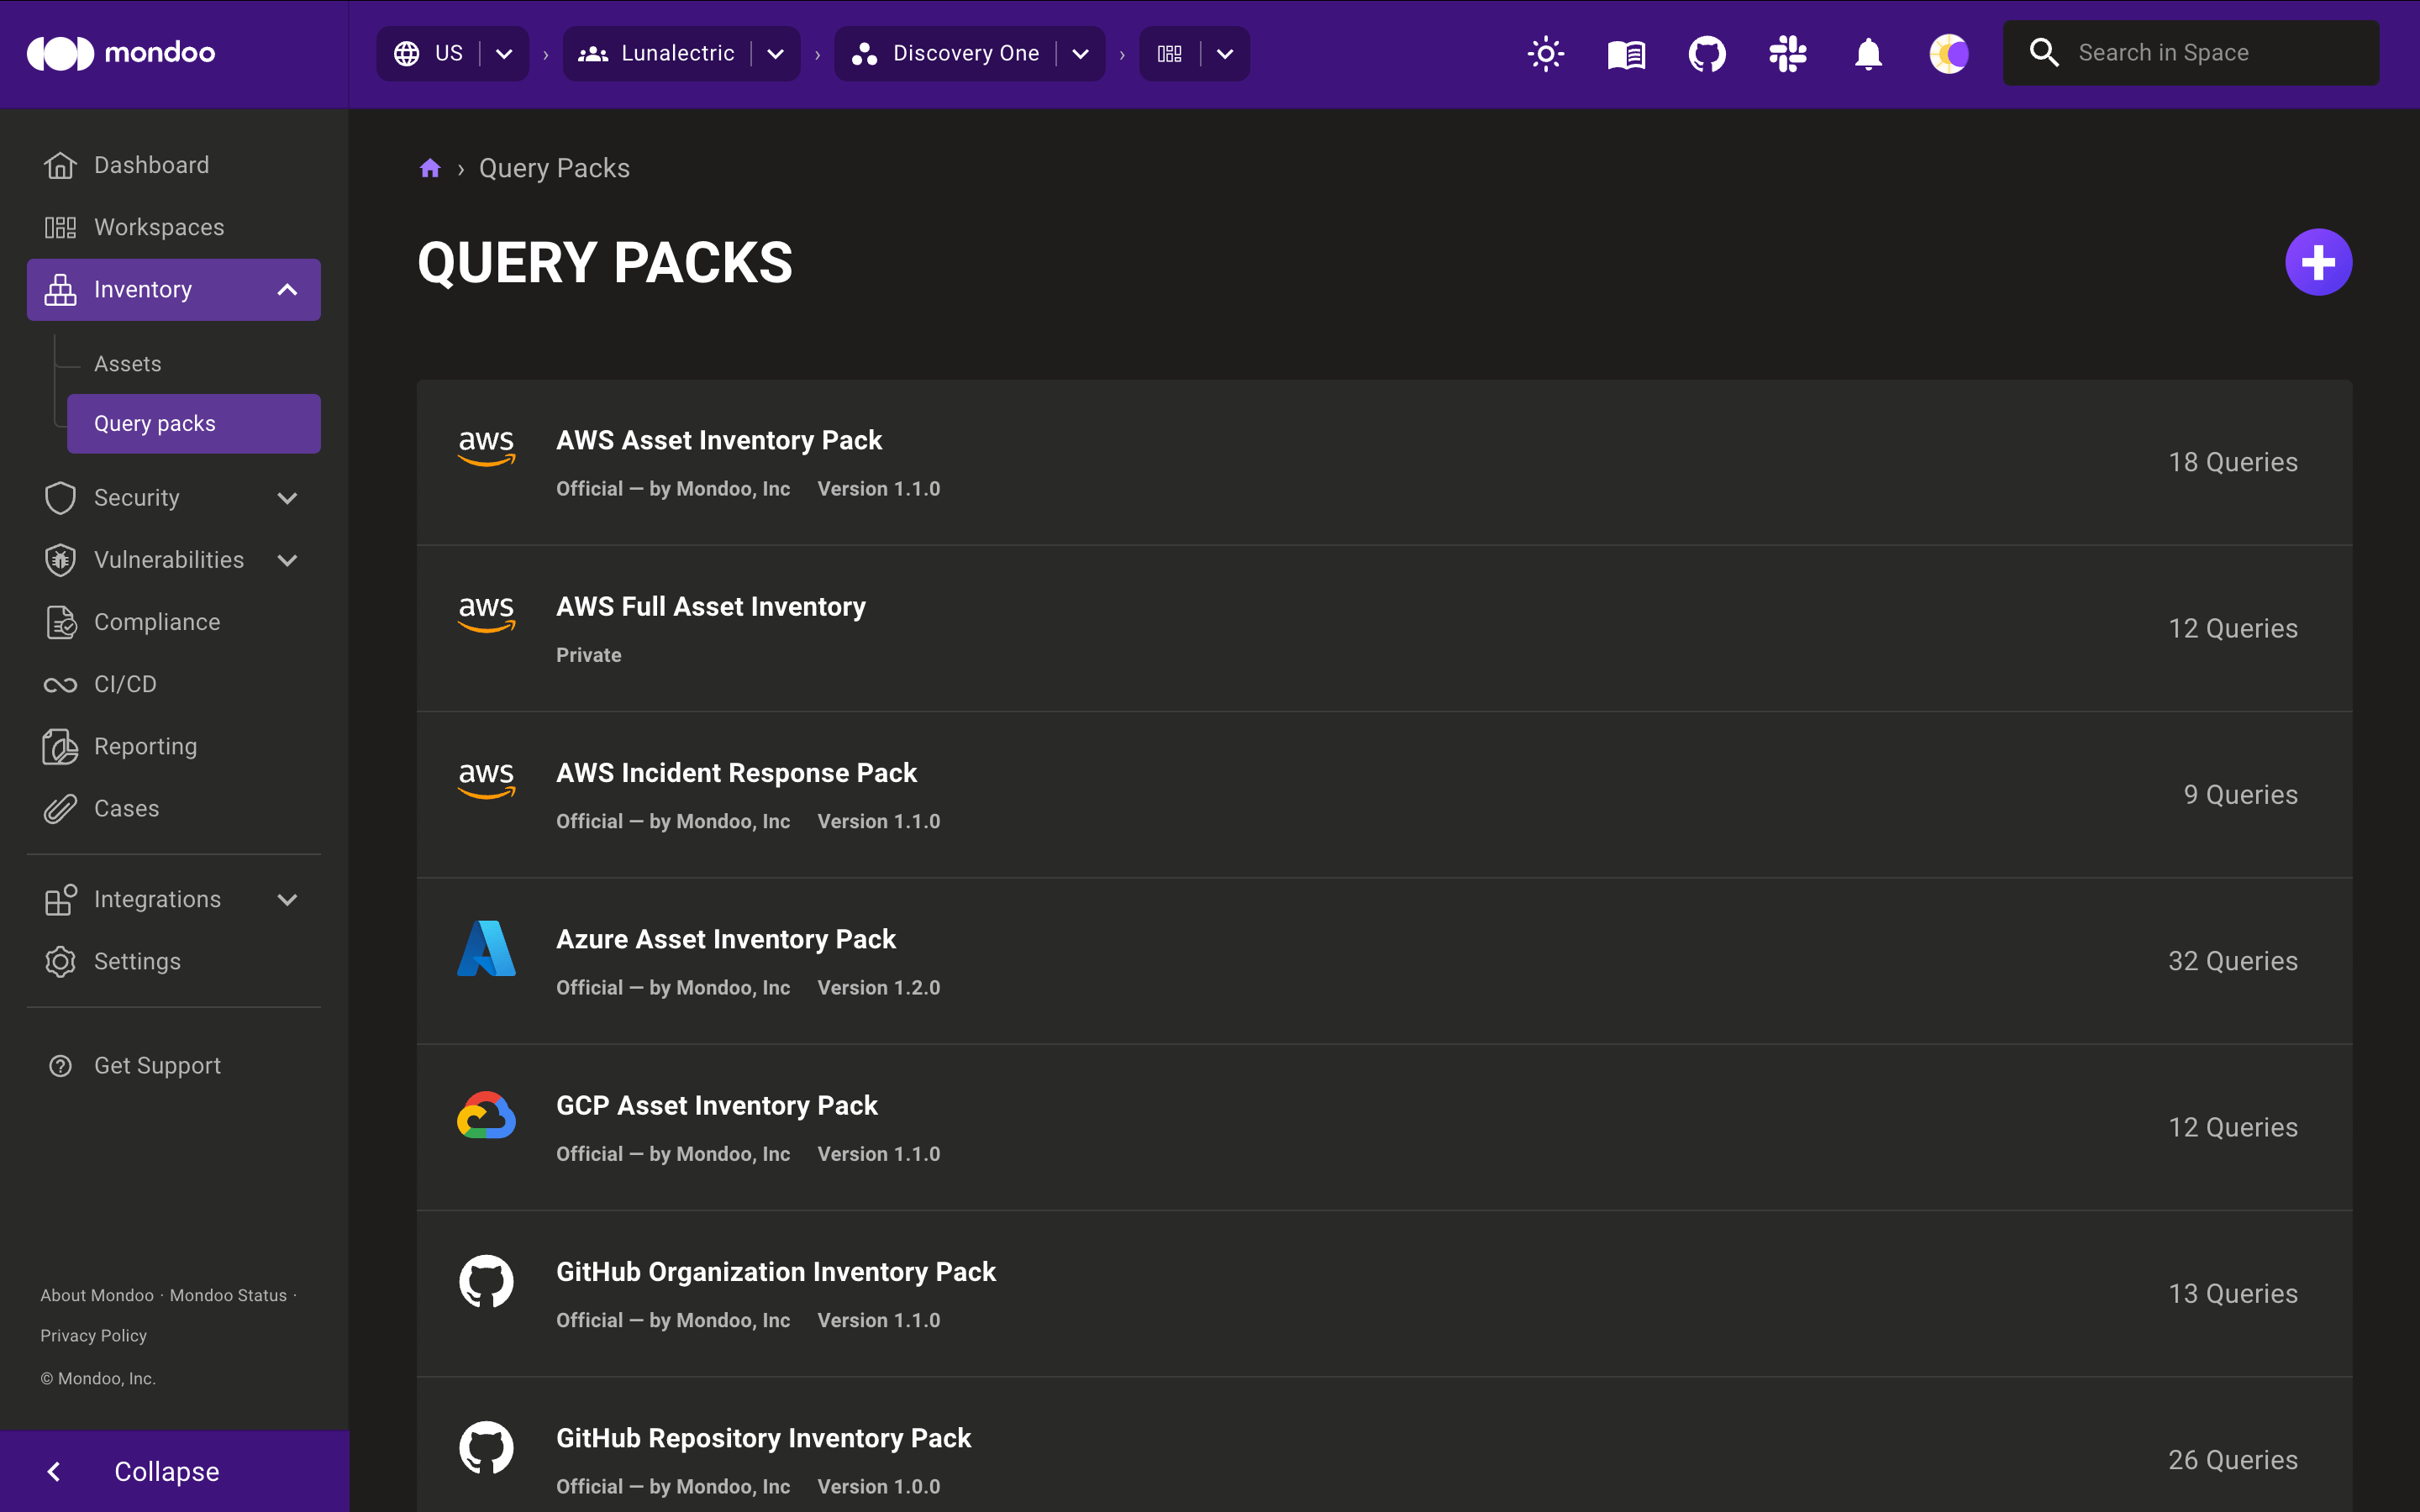 mondoo
US
Lunalectric
Discovery One
Search in Space
Dashboard
Workspaces
Inventory
Assets
Query packs
Security
Vulnerabilities
Compliance
CI/CD
Reporting
Cases
Integrations
Settings
Get Support
About Mondoo · Mondoo Status ·
Privacy Policy
© Mondoo, Inc.
Collapse
› Query Packs
QUERY PACKS
aws
AWS Asset Inventory Pack
Official — by Mondoo, Inc Version 1.1.0
18 Queries
aws
AWS Full Asset Inventory
Private
12 Queries
aws
AWS Incident Response Pack
Official — by Mondoo, Inc Version 1.1.0
9 Queries
Azure Asset Inventory Pack
Official — by Mondoo, Inc Version 1.2.0
32 Queries
GCP Asset Inventory Pack
Official — by Mondoo, Inc Version 1.1.0
12 Queries
GitHub Organization Inventory Pack
Official — by Mondoo, Inc Version 1.1.0
13 Queries
GitHub Repository Inventory Pack
Official — by Mondoo, Inc Version 1.0.0
26 Queries